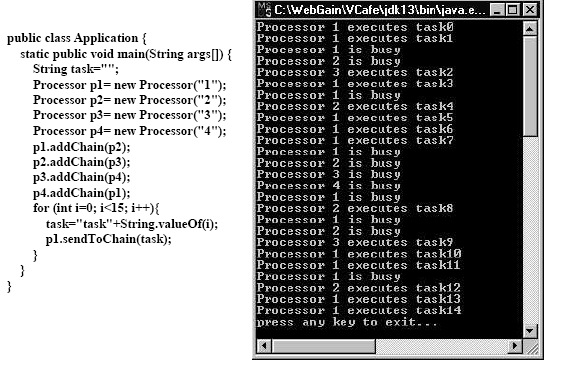 public class Application {
static public void main(String args[]) {
String task="";
Processor p1= new Processor("1");
Processor p2= new Processor("2");
Processor p3= new Processor("3");
Processor p4= new Processor("4");
p1.addChain(p2);
p2.addChain(p3);
p3.addChain(p4);
p4.addChain(p1);
for (int i=0; i<15; i++){
task="task"+String.valueOf(i);
p1.sendToChain(task);
}
}
}
C:\WebGain\VCafe\jdk13\bin\java.e...
Processor 1 executes task0
Processor 1 executes task1
Processor 1 is busy
Processor 2 is busy
Processor 3 executes task2
Processor 1 executes task3
Processor 1 is busy
Processor 2 executes task4
Processor 1 executes task5
Processor 1 executes task6
Processor 1 executes task7
Processor 1 is busy
Processor 2 is busy
Processor 3 is busy
Processor 4 is busy
Processor 1 is busy
Processor 2 executes task8
Processor 1 is busy
Processor 2 is busy
Processor 3 executes task9
Processor 1 executes task10
Processor 1 executes task11
Processor 1 is busy
Processor 2 executes task12
Processor 1 executes task13
Processor 1 executes task14
press any key to exit...